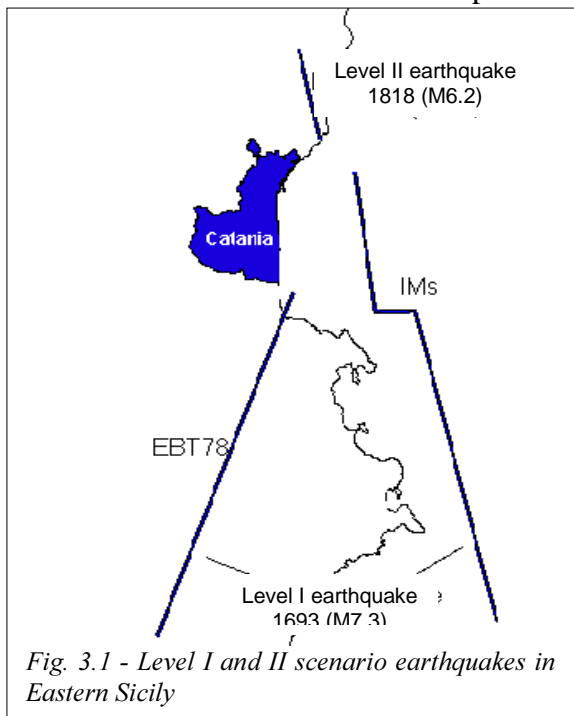 Level II earthquake
1818 (M6.2)
Catania
IMs
EBT78
Level I earthquake
1693 (M7.3)
Fig. 3.1 - Level I and II scenario earthquakes in
Eastern Sicily